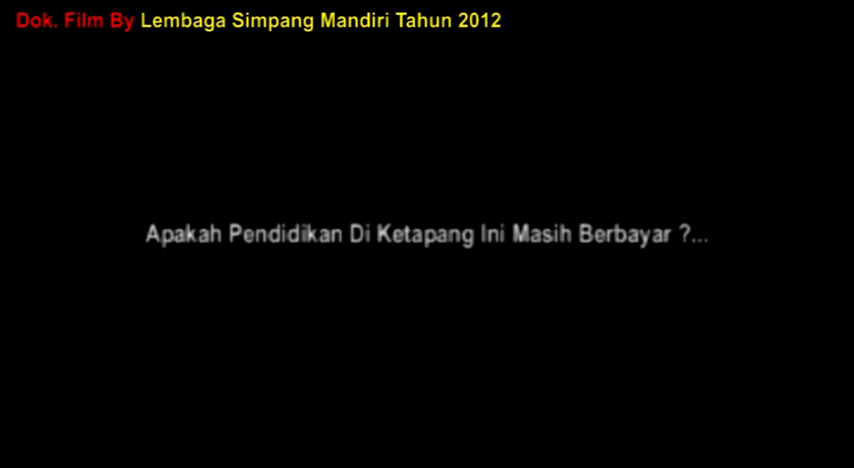 Dok. Film By Lembaga Simpang Mandiri Tahun 2012
Apakah Pendidikan Di Ketapang Ini Masih Berbayar ?...